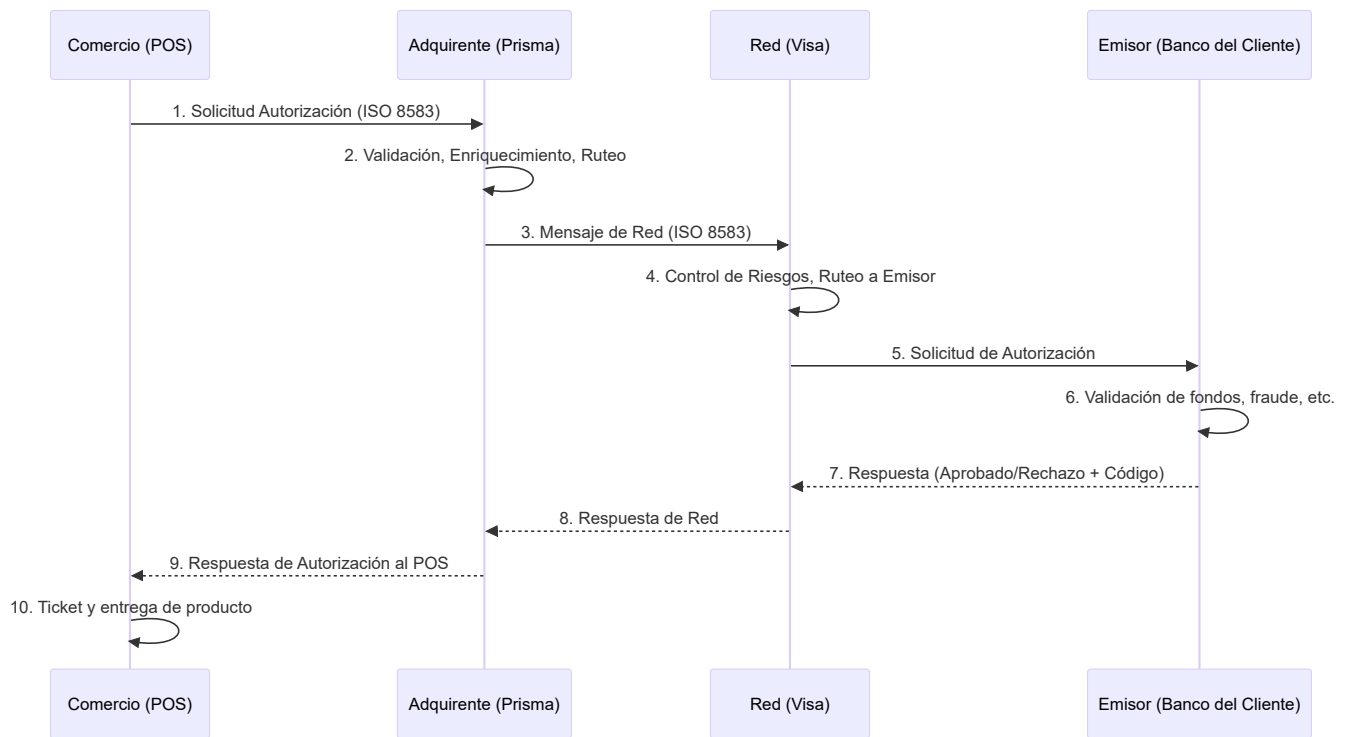 Comercio (POS)
Adquirente (Prisma)
Red (Visa)
Emisor (Banco del Cliente)
1. Solicitud Autorización (ISO 8583)
2. Validación, Enriquecimiento, Ruteo
3. Mensaje de Red (ISO 8583)
4. Control de Riesgos, Ruteo a Emisor
5. Solicitud de Autorización
6. Validación de fondos, fraude, etc.
7. Respuesta (Aprobado/Rechazo + Código)
8. Respuesta de Red
9. Respuesta de Autorización al POS
10. Ticket y entrega de producto
Comercio (POS)
Adquirente (Prisma)
Red (Visa)
Emisor (Banco del Cliente)